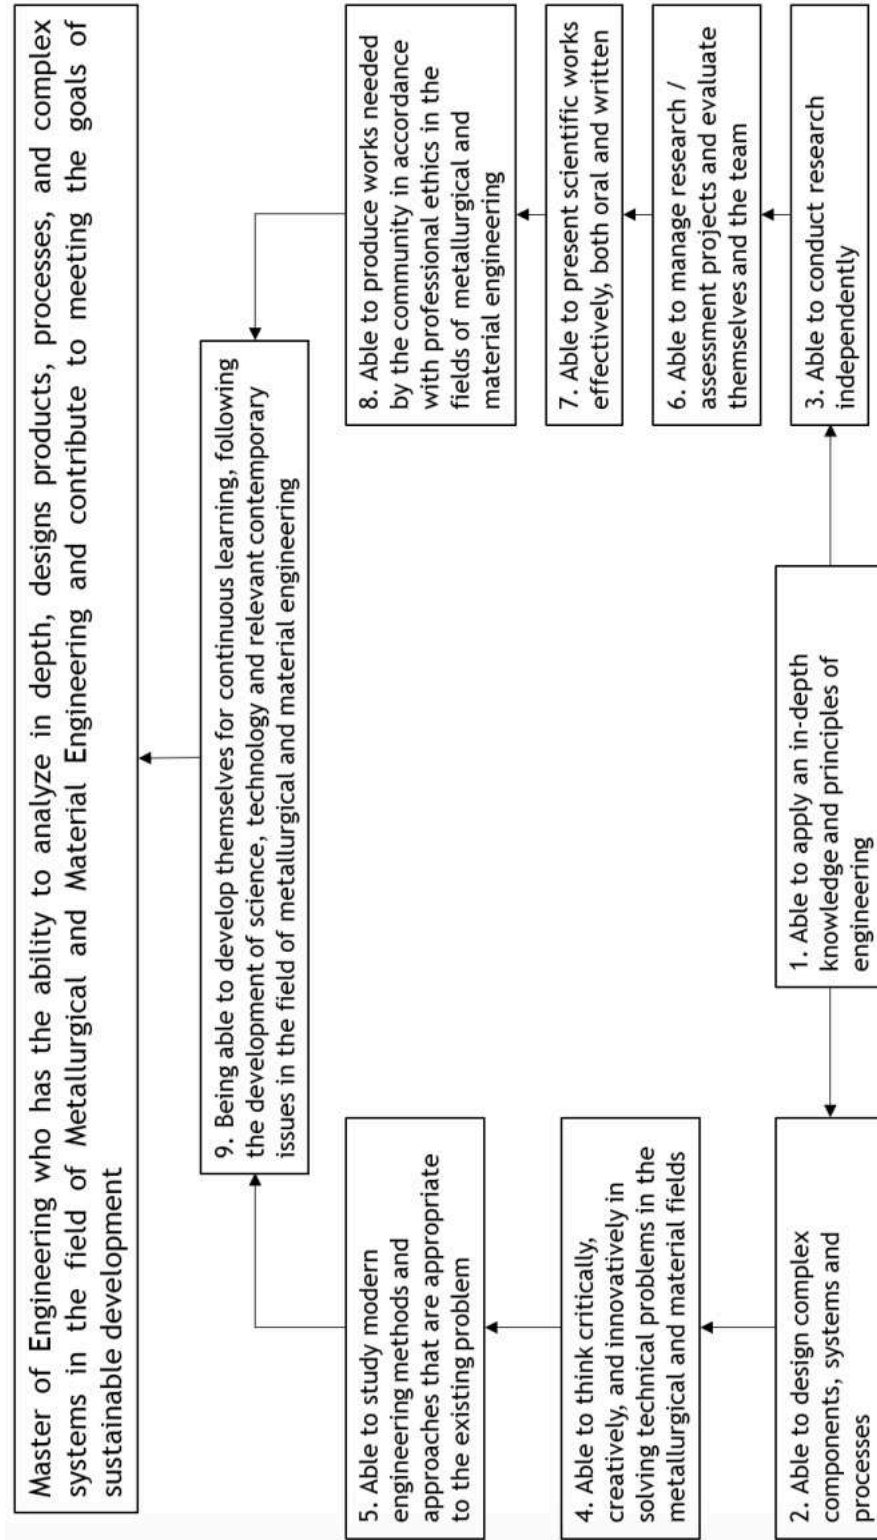 Master of Engineering who has the ability to analyze in depth, designs products, processes, and complex
systems in the field of Metallurgical and Material Engineering and contribute to meeting the goals of
sustainable development
9. Being able to develop themselves for continuous learning, following
the development of science, technology and relevant contemporary
issues in the field of metallurgical and material engineering
5. Able to study modern
engineering methods and
approaches that are appropriate
to the existing problem
8. Able to produce works needed
by the community in accordance
with professional ethics in the
fields of metallurgical and
material engineering
4. Able to think critically,
creatively, and innovatively in
solving technical problems in the
metallurgical and material fields
7. Able to present scientific works
effectively, both oral and written
6. Able to manage research /
assessment projects and evaluate
themselves and the team
2. Able to design complex
components, systems and
processes
1. Able to apply an in-depth
knowledge and principles of
engineering
3. Able to conduct research
independently